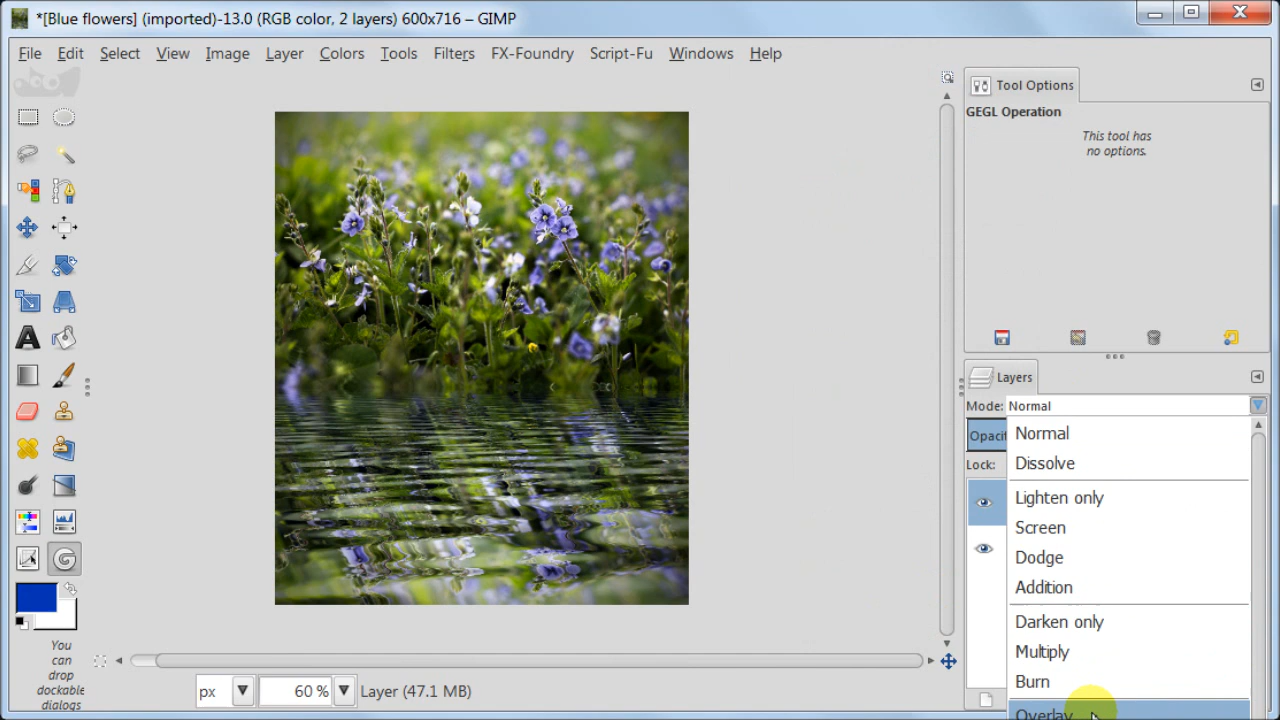 *[Blue flowers] (imported)-13.0 (RGB color, 2 layers) 600x716 – GIMP
File Edit Select View Image Layer Colors Tools Filters FX-Foundry Script-Fu Windows Help
Tool Options
GEGL Operation
This tool has
no options.
Layers
Mode: Normal
Opacit
Normal
Lock:
Dissolve
Lighten only
Screen
Dodge
Addition
Darken only
Multiply
Burn
Overlay
You
can
drop
dockable
dialogs
px 60 % Layer (47.1 MB)